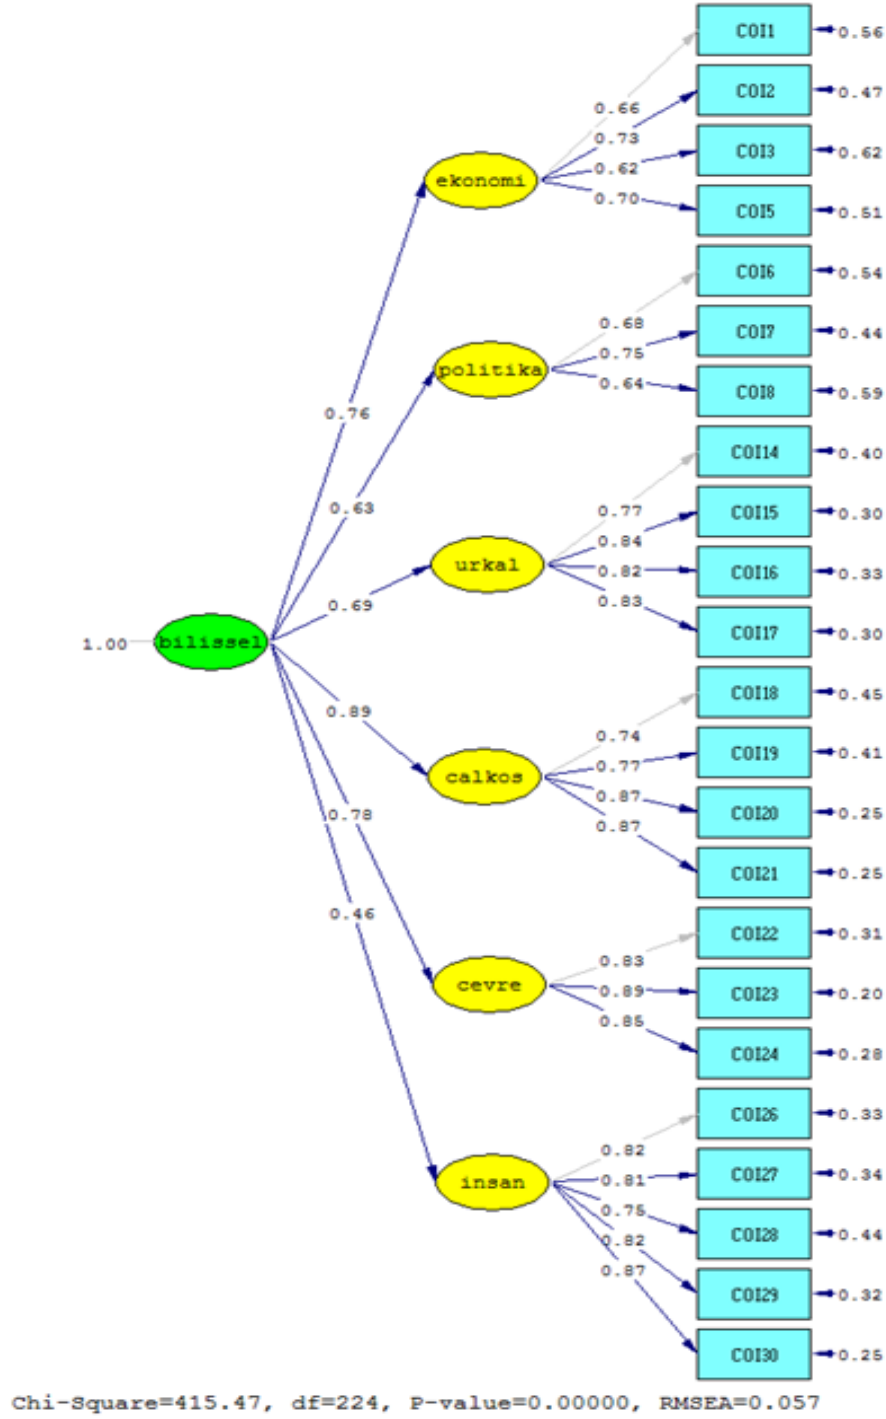 COI1
0.56
0.66
COI2
0.47
0.73
COI3
0.62
0.62
ekonomi
COI5
0.51
0.70
COI6
0.54
0.68
COI7
0.44
0.75
politika
COI8
0.59
0.64
0.76
COI14
0.40
0.77
0.63
COI15
0.30
0.84
urkal
COI16
0.33
0.82
0.69
COI17
0.30
0.83
1.00
bilissel
COI18
0.45
0.89
0.74
COI19
0.41
0.77
calkos
COI20
0.25
0.87
0.78
COI21
0.25
0.87
0.46
COI22
0.31
0.83
cevre
COI23
0.20
0.89
COI24
0.28
0.85
COI26
0.33
0.82
insan
COI27
0.34
0.81
COI28
0.44
0.75
COI29
0.32
0.82
COI30
0.25
0.87
Chi-Square=415.47, df=224, P-value=0.00000, RMSEA=0.057